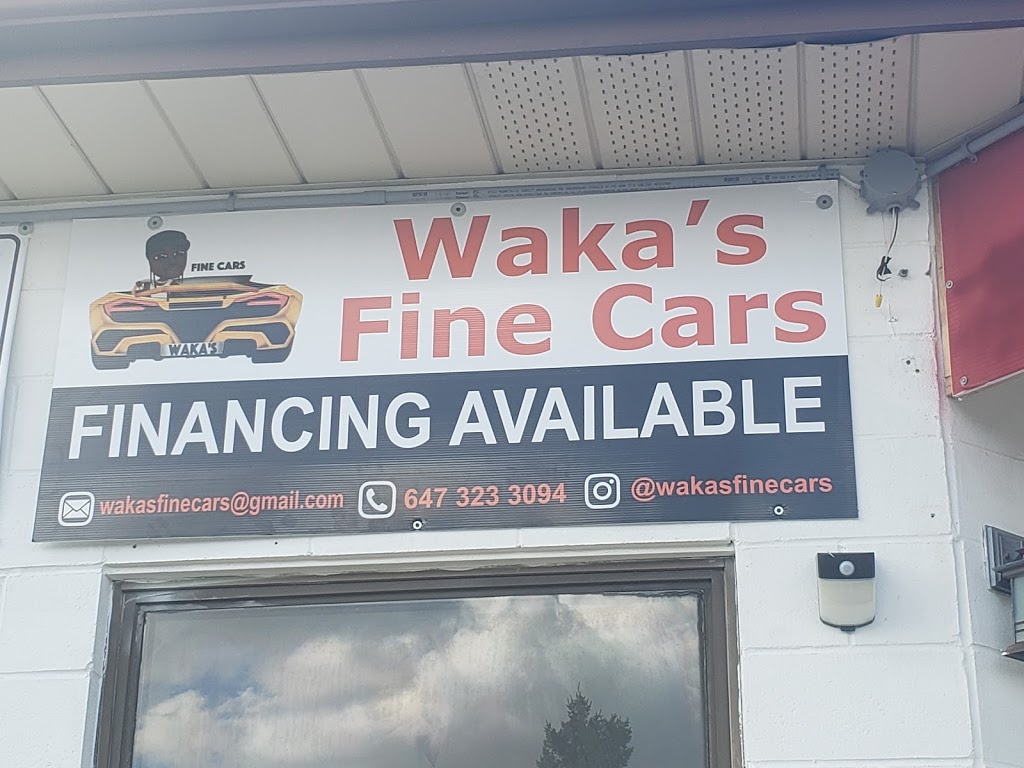 Waka's
Fine Cars
FINE CARS
WAKA'S
FINANCING AVAILABLE
wakasfinecars@gmail.com 647 323 3094 @wakasfinecars